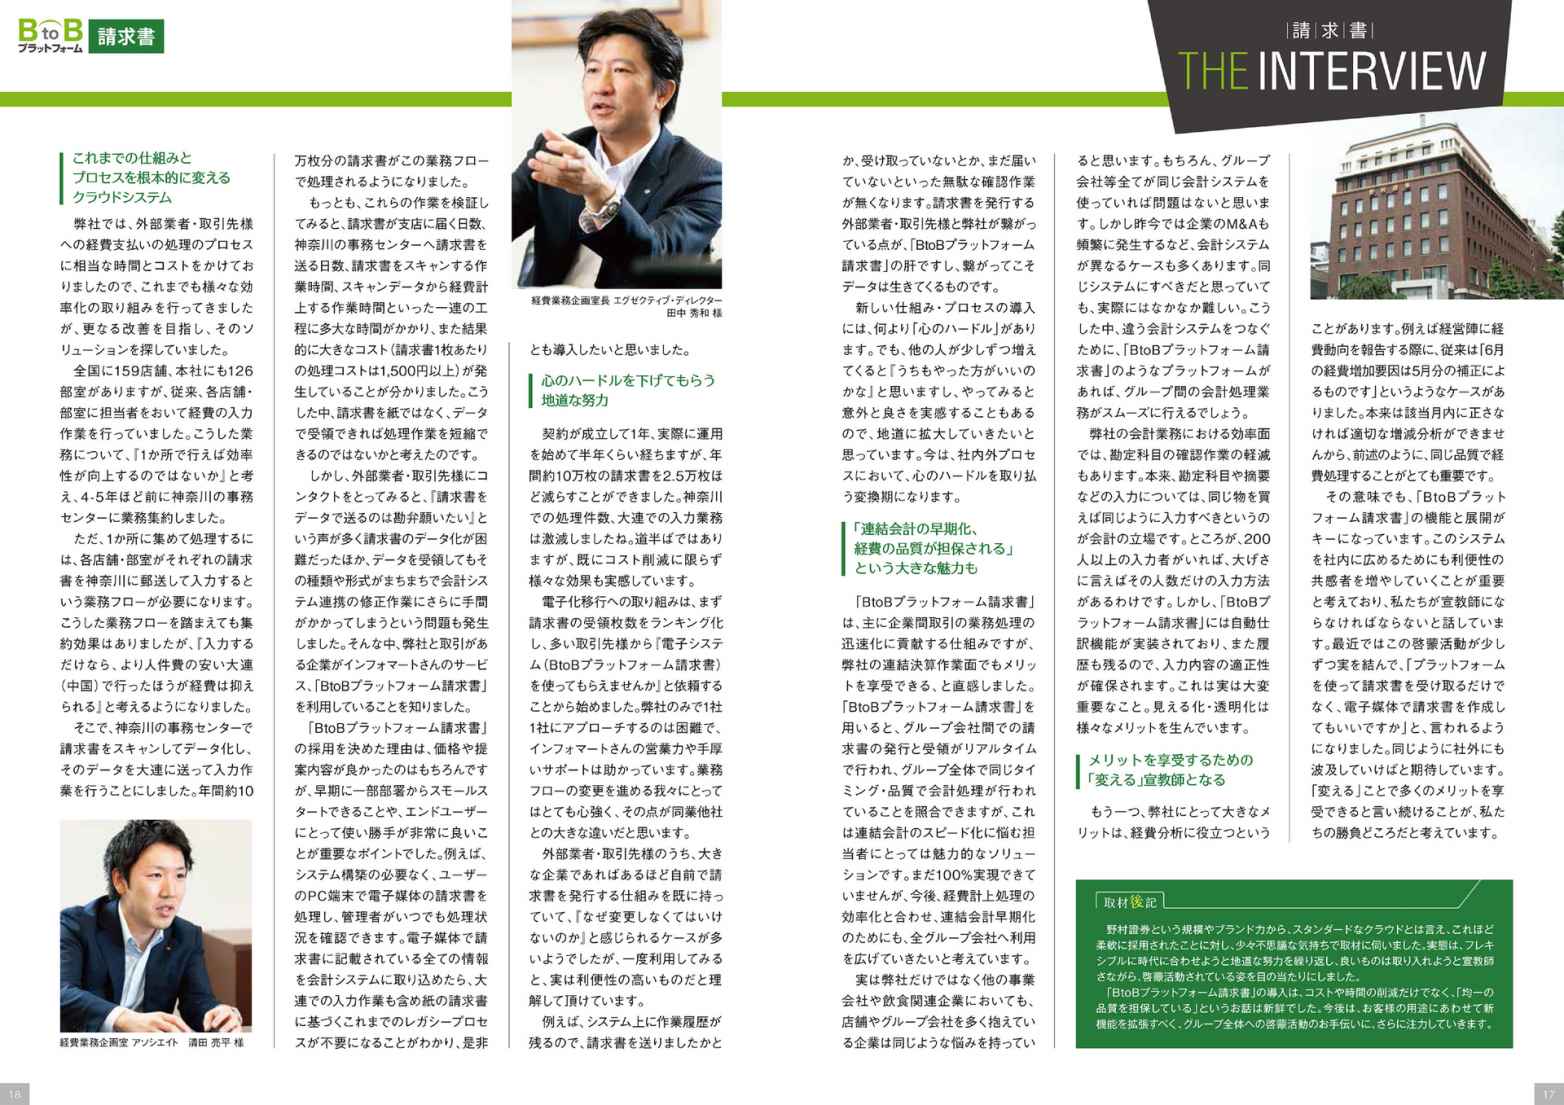 BtoB
プラットフォーム
請求書
請求書
THE INTERVIEW
これまでの仕組みと
プロセスを根本的に変える
クラウドシステム
弊社では、外部業者・取引先様
への経費支払いの処理のプロセス
に相当な時間とコストをかけてお
りましたので、これまでも様々な効
率化の取り組みを行ってきました
が、更なる改善を目指し、そのソ
リューションを探していました。
全国に159店舗、本社にも126
部室がありますが、従来、各店舗・
部室に担当者をおいて経費の入力
作業を行っていました。こうした業
務について、『1か所で行えば効率
性が向上するのではないか』と考
え、4-5年ほど前に神奈川の事務
センターに業務集約しました。
ただ、1か所に集めて処理するに
は、各店舗・部室がそれぞれの請求
書を神奈川に郵送して入力すると
いう業務フローが必要になります。
こうした業務フローを踏まえても集
約効果はありましたが、『入力する
だけなら、より人件費の安い大連
（中国）で行ったほうが経費は抑え
られる』と考えるようになりました。
そこで、神奈川の事務センターで
請求書をスキャンしてデータ化し、
そのデータを大連に送って入力作
業を行うことにしました。年間約10
経費業務企画室 アソシエイト 清田 亮平 様
万枚分の請求書がこの業務フロー
で処理されるようになりました。
もっとも、これらの作業を検証し
てみると、請求書が支店に届く日数、
神奈川の事務センターへ請求書を
送る日数、請求書をスキャンする作
業時間、スキャンデータから経費計
上する作業時間といった一連の工
程に多大な時間がかかり、また結果
的に大きなコスト（請求書1枚あたり
の処理コストは1,500円以上）が発
生していることが分かりました。こう
した中、請求書を紙ではなく、データ
で受領できれば処理作業を短縮で
きるのではないかと考えたのです。
しかし、外部業者・取引先様にコ
ンタクトをとってみると、『請求書を
データで送るのは勘弁願いたい』と
いう声が多く請求書のデータ化が困
難だったほか、データを受領してもそ
の種類や形式がまちまちで会計シス
テム連携の修正作業にさらに手間
がかかってしまうという問題も発生
しました。そんな中、弊社と取引があ
る企業がインフォマートさんのサービ
ス、「BtoBプラットフォーム請求書」
を利用していることを知りました。
「BtoBプラットフォーム請求書」
の採用を決めた理由は、価格や提
案内容が良かったのはもちろんです
が、早期に一部部署からスモールス
タートできることや、エンドユーザー
にとって使い勝手が非常に良いこ
とが重要なポイントでした。例えば、
システム構築の必要なく、ユーザー
のPC端末で電子媒体の請求書を
処理し、管理者がいつでも処理状
況を確認できます。電子媒体で請
求書に記載されている全ての情報
を会計システムに取り込めたら、大
連での入力作業も含め紙の請求書
に基づくこれまでのレガシープロセ
スが不要になることがわかり、是非
経費業務企画室長 エグゼクティブ・ディレクター
田中 秀和 様
とも導入したいと思いました。
心のハードルを下げてもらう
地道な努力
契約が成立して1年、実際に運用
を始めて半年くらい経ちますが、年
間約10万枚の請求書を2.5万枚ほ
ど減らすことができました。神奈川
での処理件数、大連での入力業務
は激減しましたね。道半ばではあり
ますが、既にコスト削減に限らず
様々な効果も実感しています。
電子化移行への取り組みは、まず
請求書の受領枚数をランキング化
し、多い取引先様から『電子システ
ム（BtoBプラットフォーム請求書）
を使ってもらえませんか』と依頼する
ことから始めました。弊社のみで1社
1社にアプローチするのは困難で、
インフォマートさんの営業力や手厚
いサポートは助かっています。業務
フローの変更を進める我々にとって
はとても心強く、その点が同業他社
との大きな違いだと思います。
外部業者・取引先様のうち、大き
な企業であればあるほど自前で請
求書を発行する仕組みを既に持っ
ていて、『なぜ変更しなくてはいけ
ないのか』と感じられるケースが多
いようでしたが、一度利用してみる
と、実は利便性の高いものだと理
解して頂けています。
例えば、システム上に作業履歴が
残るので、請求書を送りましたかと
か、受け取っていないとか、まだ届い
ていないといった無駄な確認作業
が無くなります。請求書を発行する
外部業者・取引先様と弊社が繋がっ
ている点が、「BtoBプラットフォーム
請求書」の肝ですし、繋がってこそ
データは生きてくるものです。
新しい仕組み・プロセスの導入
には、何より「心のハードル」があり
ます。でも、他の人が少しずつ増え
てくると『うちもやった方がいいの
かな』と思いますし、やってみると
意外と良さを実感することもある
ので、地道に拡大していきたいと
思っています。今は、社内外プロセ
スにおいて、心のハードルを取り払
う変換期になります。
「連結会計の早期化、
経費の品質が担保される」
という大きな魅力も
「BtoBプラットフォーム請求書」
は、主に企業間取引の業務処理の
迅速化に貢献する仕組みですが、
弊社の連結決算作業面でもメリッ
トを享受できる、と直感しました。
「BtoBプラットフォーム請求書」を
用いると、グループ会社間での請
求書の発行と受領がリアルタイム
で行われ、グループ全体で同じタイ
ミング・品質で会計処理が行われ
ていることを照合できますが、これ
は連結会計のスピード化に悩む担
当者にとっては魅力的なソリュー
ションです。まだ100%実現できて
いませんが、今後、経費計上処理の
効率化と合わせ、連結会計早期化
のためにも、全グループ会社へ利用
を広げていきたいと考えています。
実は弊社だけではなく他の事業
会社や飲食関連企業においても、
店舗やグループ会社を多く抱えてい
る企業は同じような悩みを持ってい
ると思います。もちろん、グループ
会社等全てが同じ会計システムを
使っていれば問題はないと思いま
す。しかし昨今では企業のM&Aも
頻繁に発生するなど、会計システム
が異なるケースも多くあります。同
じシステムにすべきだと思っていて
も、実際にはなかなか難しい。こう
した中、違う会計システムをつなぐ
ために、「BtoBプラットフォーム請
求書」のようなプラットフォームが
あれば、グループ間の会計処理業
務がスムーズに行えるでしょう。
弊社の会計業務における効率面
では、勘定科目の確認作業の軽減
もあります。本来、勘定科目や摘要
などの入力については、同じ物を買
えば同じように入力すべきというの
が会計の立場です。ところが、200
人以上の入力者がいれば、大げさ
に言えばその人数だけの入力方法
があるわけです。しかし、「BtoBプ
ラットフォーム請求書」には自動仕
訳機能が実装されており、また履
歴も残るので、入力内容の適正性
が確保されます。これは実は大変
重要なこと。見える化・透明化は
様々なメリットを生んでいます。
メリットを享受するための
「変える」宣教師となる
もう一つ、弊社にとって大きなメ
リットは、経費分析に役立つという
ことがあります。例えば経営陣に経
費動向を報告する際に、従来は「6月
の経費増加要因は5月分の補正によ
るものです」というようなケースがあ
りました。本来は該当月内に正さな
ければ適切な増減分析ができませ
んから、前述のように、同じ品質で経
費処理することがとても重要です。
その意味でも、「BtoBプラット
フォーム請求書」の機能と展開が
キーになっています。このシステム
を社内に広めるためにも利便性の
共感者を増やしていくことが重要
と考えており、私たちが宣教師にな
らなければならないと話していま
す。最近ではこの啓蒙活動が少し
ずつ実を結んで、「プラットフォーム
を使って請求書を受け取るだけで
なく、電子媒体で請求書を作成し
てもいいですか」と、言われるよう
になりました。同じように社外にも
波及していけばと期待しています。
「変える」ことで多くのメリットを享
受できると言い続けることが、私た
ちの勝負どころだと考えています。
取材後記
野村證券という規模やブランド力から、スタンダードなクラウドとは言え、これほど
柔軟に採用されたことに対し、少々不思議な気持ちで取材に伺いました。実態は、フレキ
シブルに時代に合わせようと地道な努力を繰り返し、良いものは取り入れようと宣教師
さながら、啓蒙活動されている姿を目の当たりにしました。
「BtoBプラットフォーム請求書」の導入は、コストや時間の削減だけでなく、「均一の
品質を担保している」というお話は新鮮でした。今後は、お客様の用途にあわせて新
機能を拡張すべく、グループ全体への啓蒙活動のお手伝いに、さらに注力していきます。
18
17